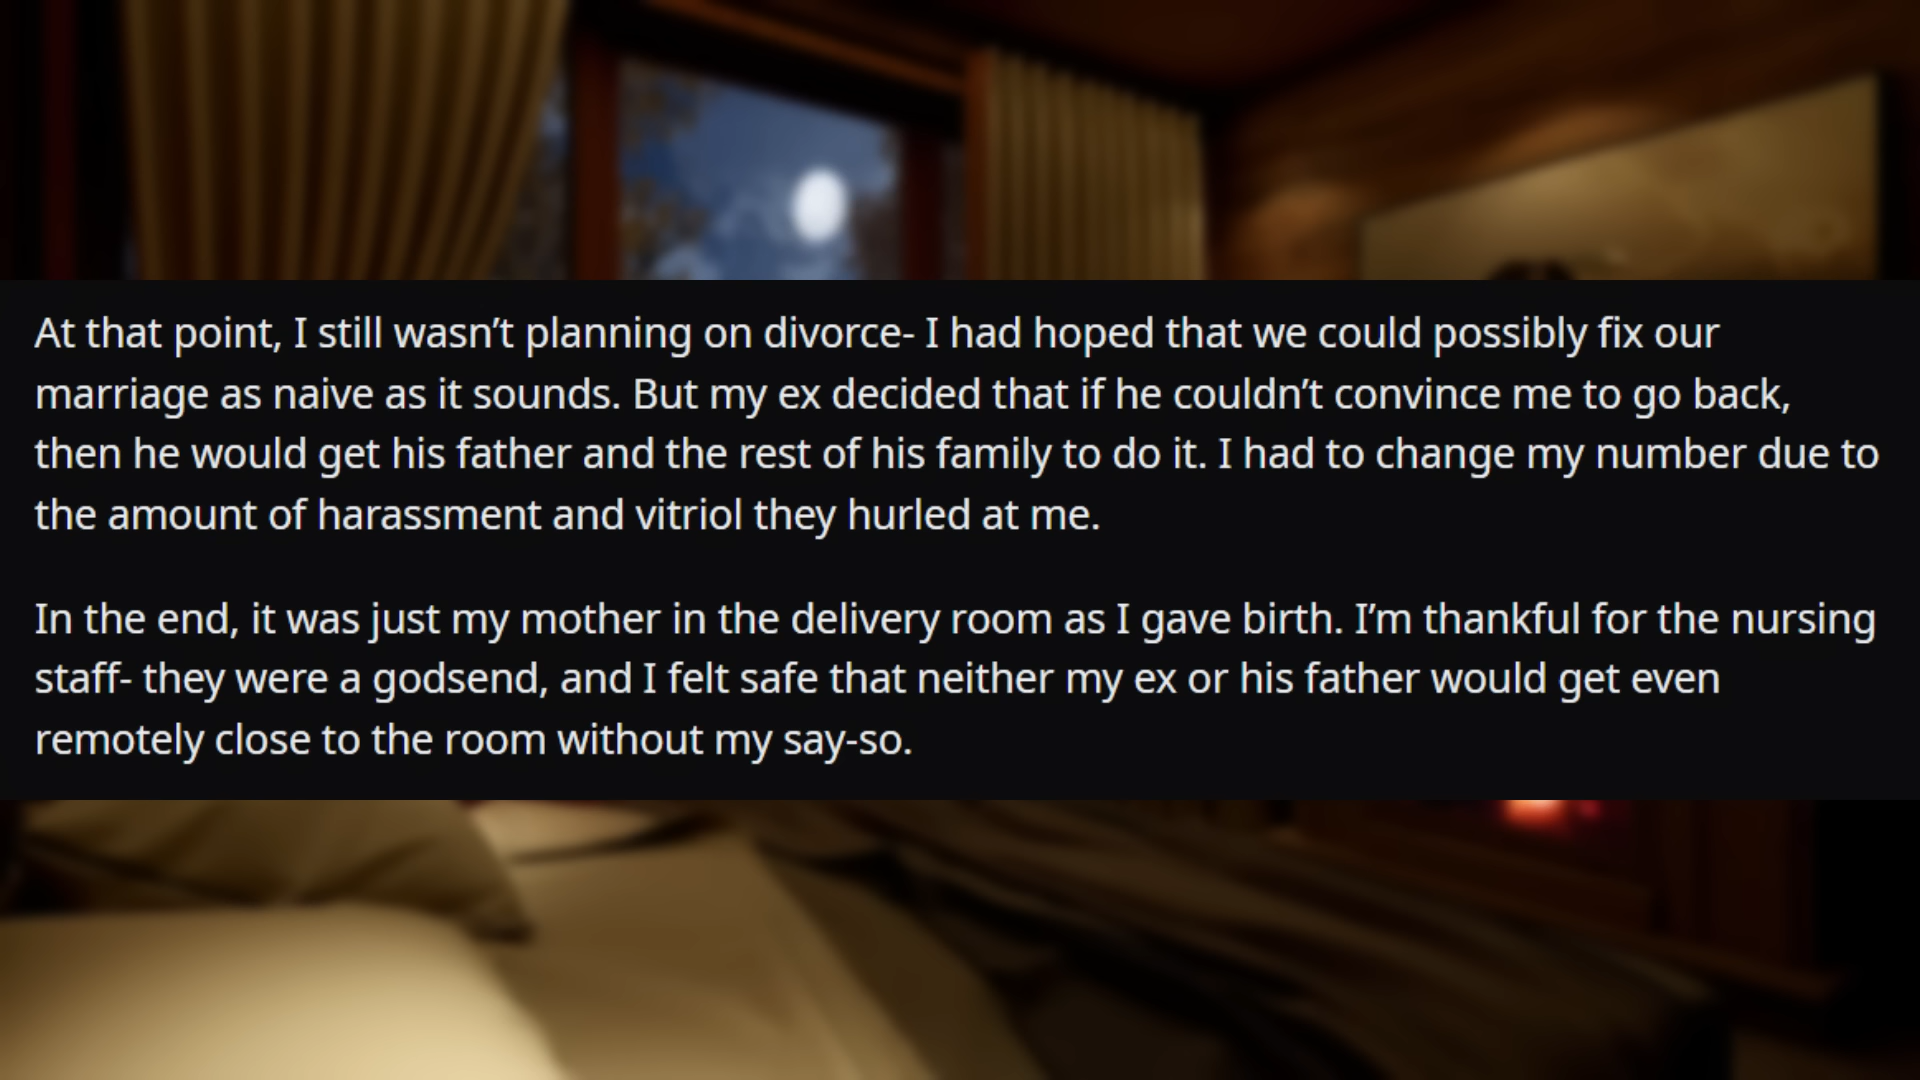 At that point, I still wasn’t planning on divorce- I had hoped that we could possibly fix our
marriage as naive as it sounds. But my ex decided that if he couldn’t convince me to go back,
then he would get his father and the rest of his family to do it. I had to change my number due to
the amount of harassment and vitriol they hurled at me.
In the end, it was just my mother in the delivery room as I gave birth. I’m thankful for the nursing
staff- they were a godsend, and I felt safe that neither my ex or his father would get even
remotely close to the room without my say-so.